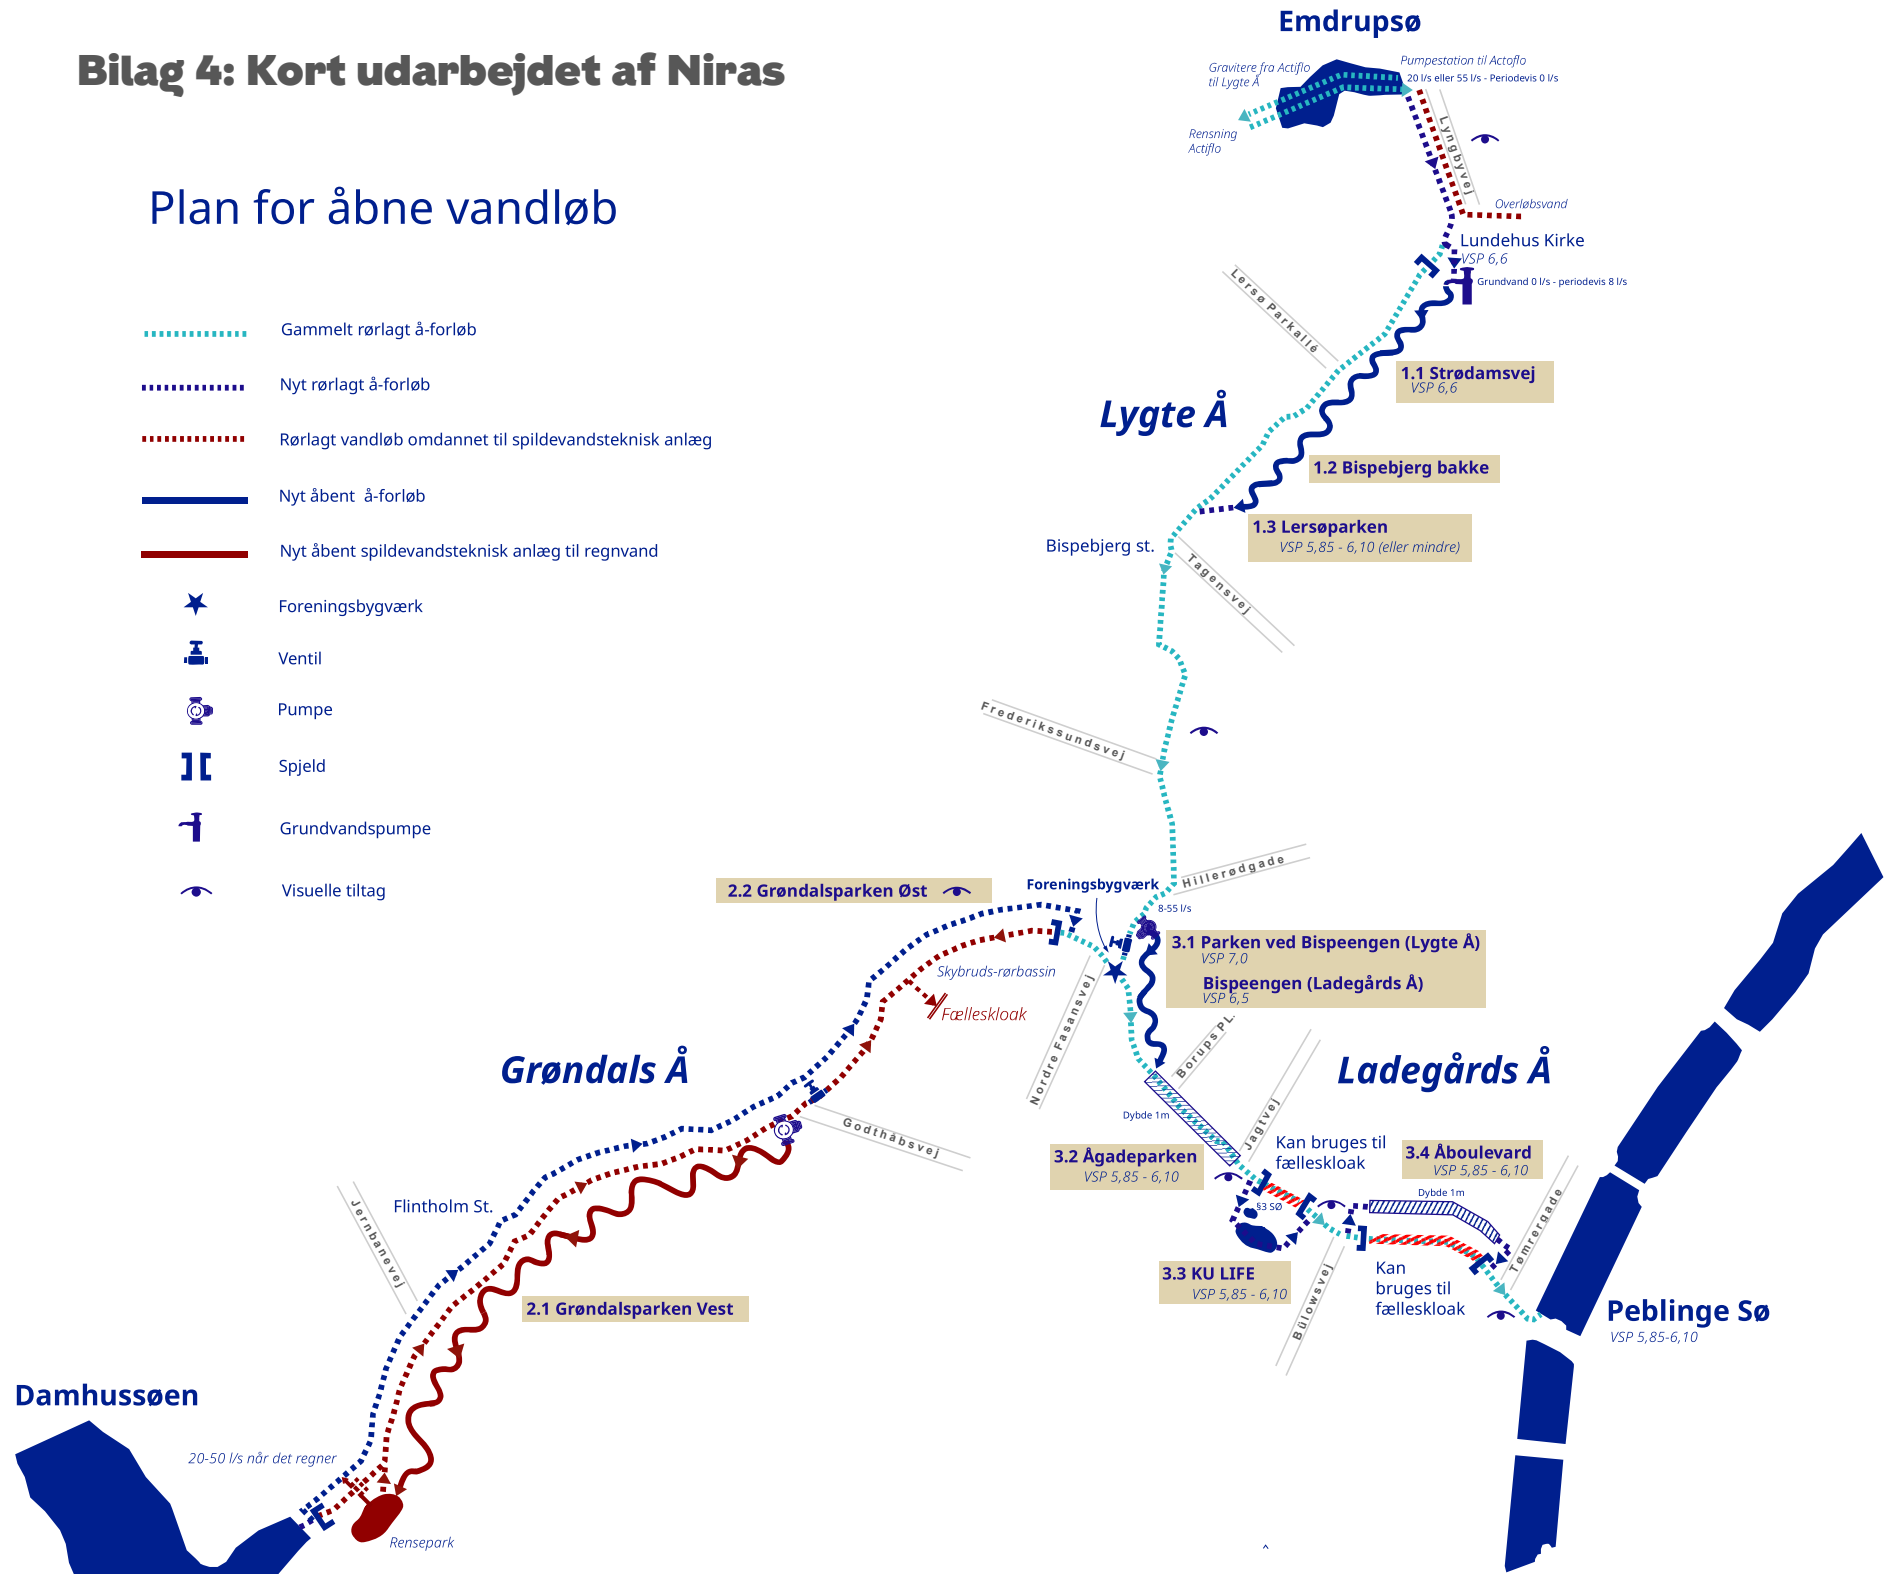 Bilag 4: Kort udarbejdet af Niras
Plan for åbne vandløb
Gammelt rørlagt å-forløb
Nyt rørlagt å-forløb
Rørlagt vandløb omdannet til spildevandsteknisk anlæg
Nyt åbent å-forløb
Nyt åbent spildevandsteknisk anlæg til regnvand
Foreningsbygværk
Ventil
Pumpe
Spjeld
Grundvandspumpe
Visuelle tiltag
Emdrupsø
Gravitere fra Actiflo
til Lygte Å
Pumpestation til Actoflo
20 l/s eller 55 l/s - Periodevis 0 l/s
Rensning
Actiflo
Lyngbyvej
Overløbsvand
Lundehus Kirke
VSP 6,6
Grundvand 0 l/s - periodevis 8 l/s
Lersø Parkallé
1.1 Strødamsvej
VSP 6,6
Lygte Å
1.2 Bispebjerg bakke
1.3 Lersøparken
VSP 5,85 - 6,10 (eller mindre)
Bispebjerg st.
Tagensvej
Frederikssundsvej
Hillerødgade
2.2 Grøndalsparken Øst
Foreningsbygværk
8-55 l/s
3.1 Parken ved Bispeengen (Lygte Å)
VSP 7,0
Bispeengen (Ladegårds Å)
VSP 6,5
Skybruds-rørbassin
Fælleskloak
Nordre Fasansvej
Borups PL.
Grøndals Å
Ladegårds Å
Dybde 1m
Jagtvej
Godthåbsvej
Kan bruges til
fælleskloak
3.2 Ågadeparken
VSP 5,85 - 6,10
3.4 Åboulevard
VSP 5,85 - 6,10
Dybde 1m
§3 SØ
Flintholm St.
Jernbanevej
Tømrergade
3.3 KU LIFE
VSP 5,85 - 6,10
Bülowsvej
Kan
bruges til
fælleskloak
2.1 Grøndalsparken Vest
Peblinge Sø
VSP 5,85-6,10
Damhussøen
20-50 l/s når det regner
Rensepark
^